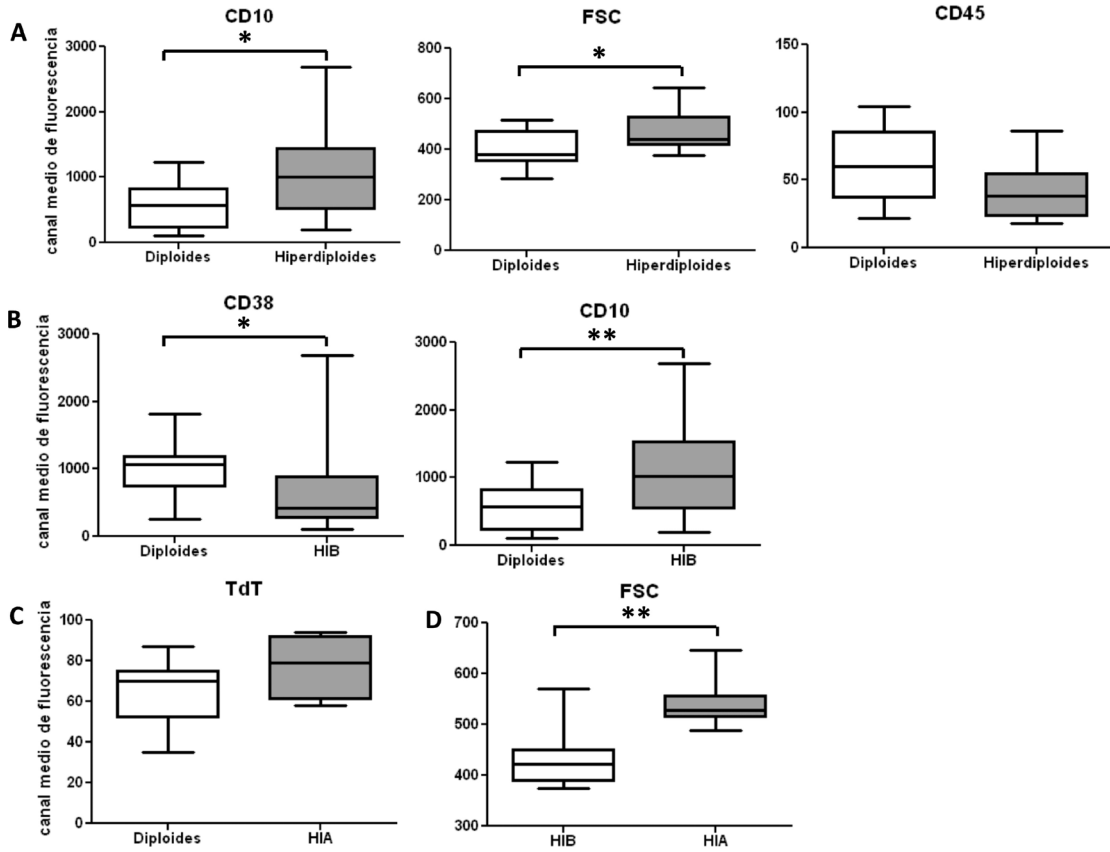 A
CD10
*
canal medio de fluorescencia
3000
2000
1000
0
Diploides
Hiperdiploides
FSC
*
800
600
400
200
0
Diploides
Hiperdiploides
CD45
150
100
50
0
Diploides
Hiperdiploides
B
CD38
*
canal medio de fluorescencia
3000
2000
1000
0
Diploides
HIB
CD10
**
3000
2000
1000
0
Diploides
HIB
C
TdT
canal medio de fluorescencia
100
80
60
40
20
0
Diploides
HIA
D
FSC
**
700
600
500
400
300
HIB
HIA